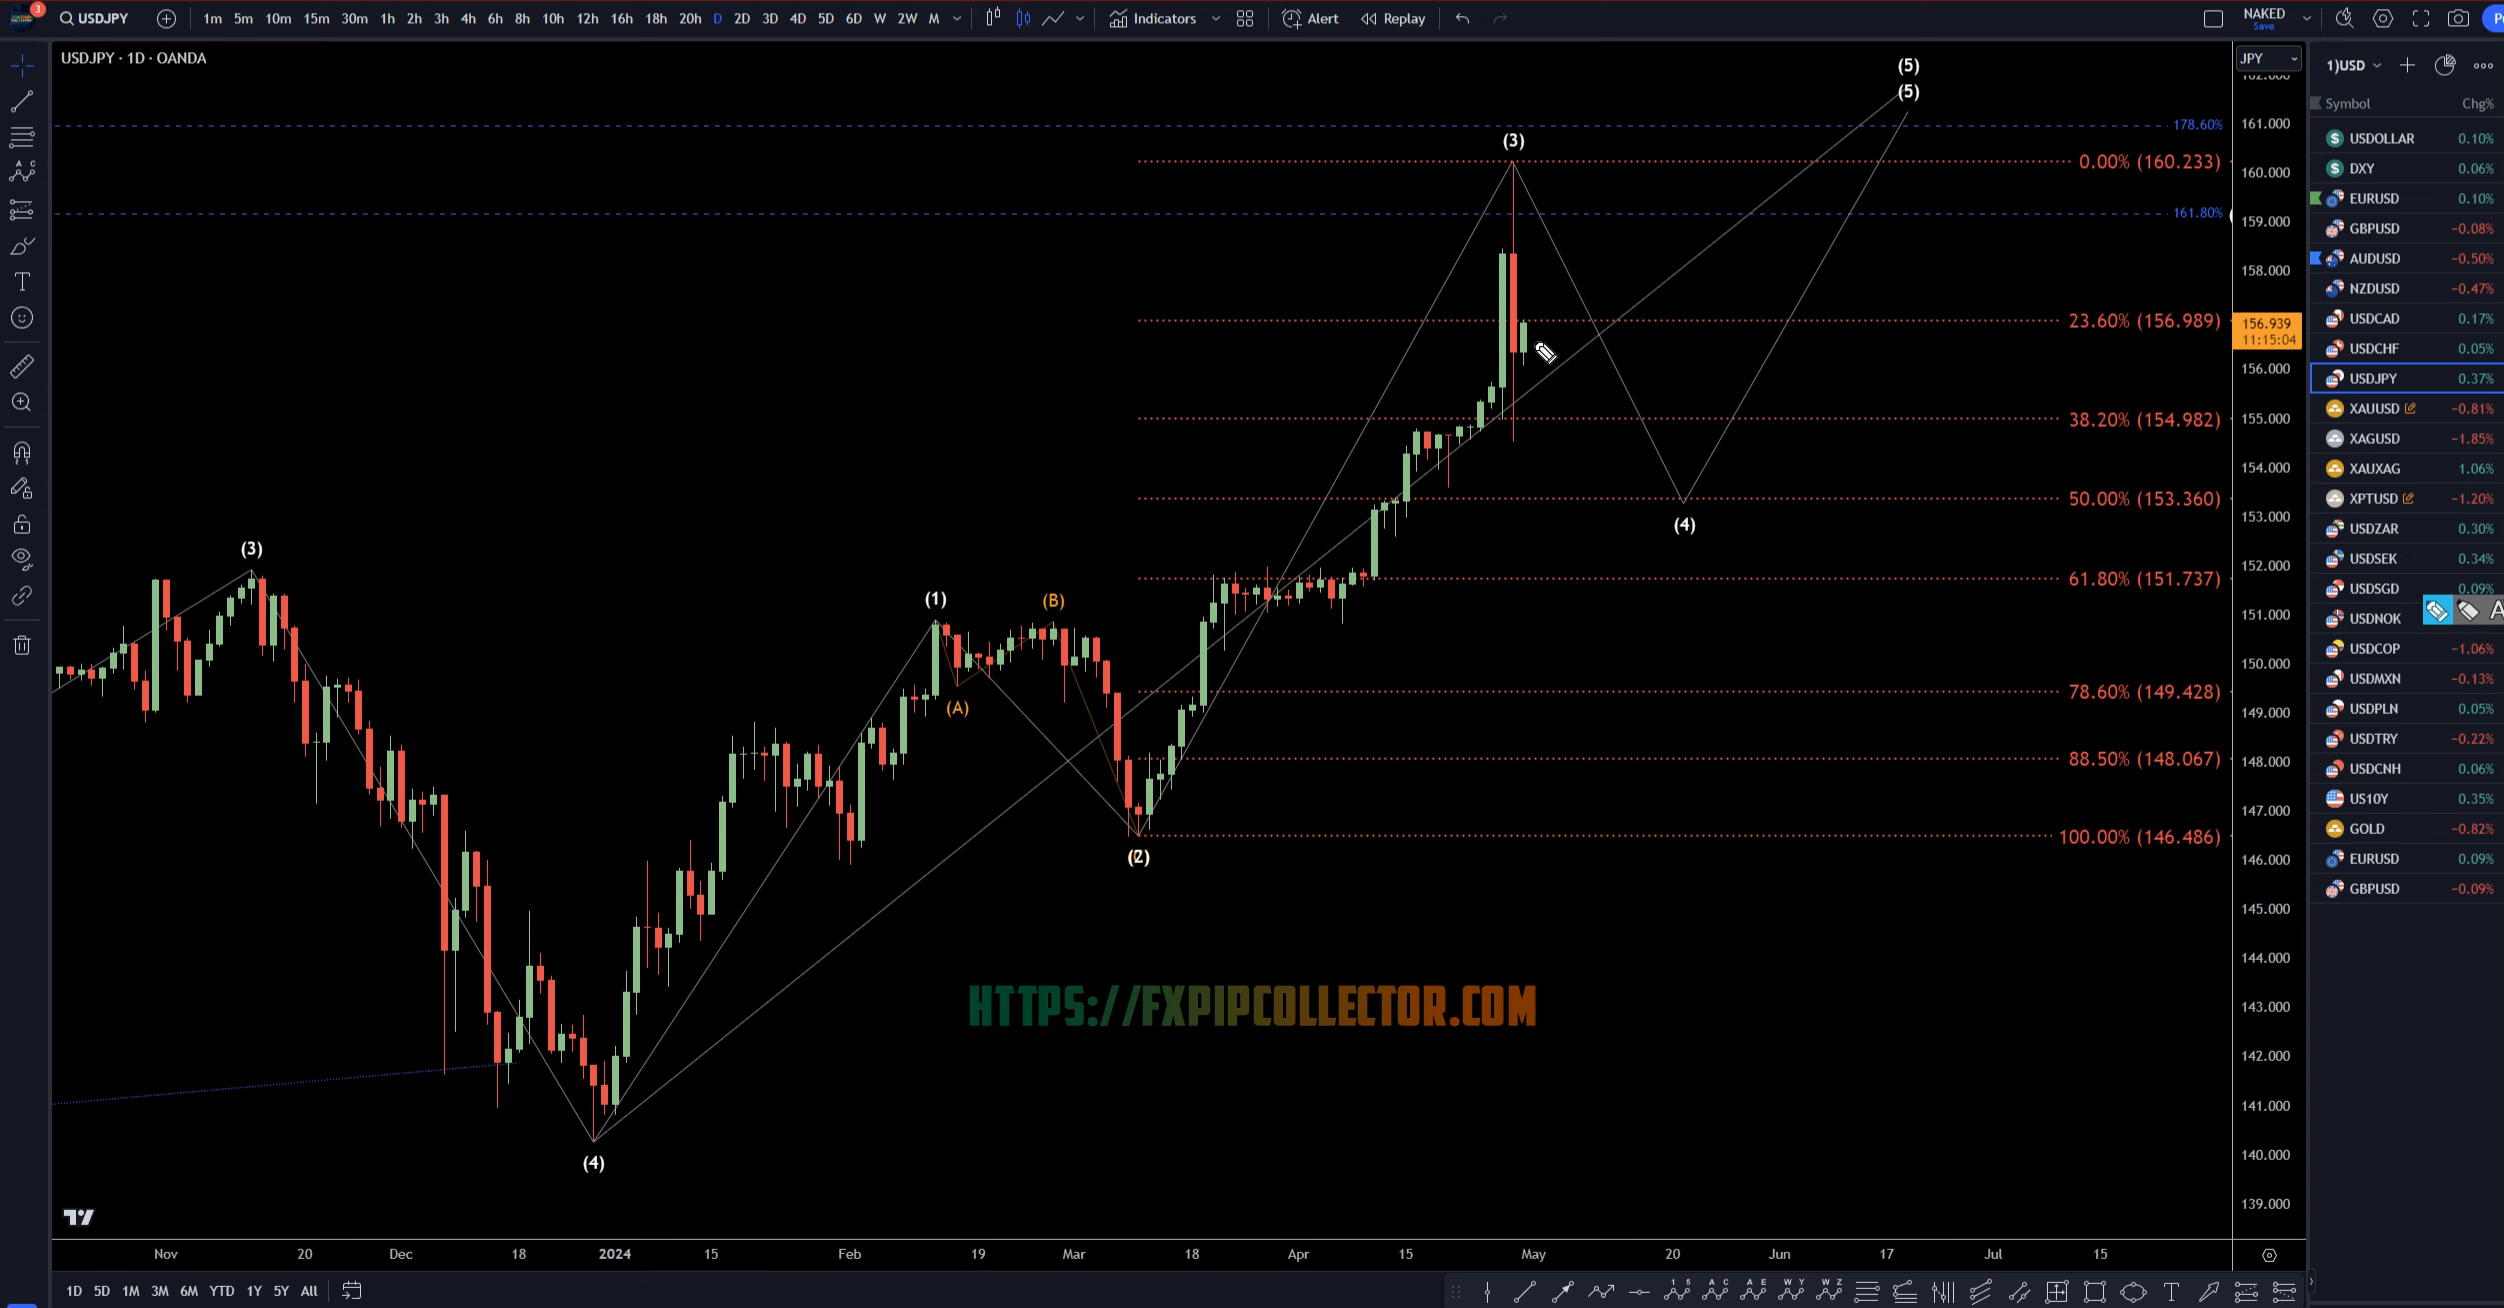 3
USDJPY
1m 5m 10m 15m 30m 1h 2h 3h 4h 6h 8h 10h 12h 16h 18h 20h D 2D 3D 4D 5D 6D W 2W M
Indicators
Alert
Replay
NAKED
Save
USDJPY · 1D · OANDA
JPY
1)USD
Symbol Chg%
USDOLLAR 0.10%
DXY 0.06%
EURUSD 0.10%
GBPUSD −0.08%
AUDUSD −0.50%
NZDUSD −0.47%
USDCAD 0.17%
USDCHF 0.05%
USDJPY 0.37%
XAUUSD −0.81%
XAGUSD −1.85%
XAUXAG 1.06%
XPTUSD −1.20%
USDZAR 0.30%
USDSEK 0.34%
USDSGD 0.09%
USDNOK
USDCOP −1.06%
USDMXN −0.13%
USDPLN 0.05%
USDTRY −0.22%
USDCNH 0.06%
US10Y 0.35%
GOLD −0.82%
EURUSD 0.09%
GBPUSD −0.09%
(5)
(5)
178.60%
(3)
0.00% (160.233)
161.80%
23.60% (156.989)
38.20% (154.982)
50.00% (153.360)
(4)
(3)
61.80% (151.737)
(1)
(B)
78.60% (149.428)
(A)
88.50% (148.067)
100.00% (146.486)
(2)
HTTPS://FXPIPCOLLECTOR.COM
(4)
161.000
160.000
159.000
158.000
156.939
11:15:04
156.000
155.000
154.000
153.000
152.000
151.000
150.000
149.000
148.000
147.000
146.000
145.000
144.000
143.000
142.000
141.000
140.000
139.000
Nov 20 Dec 18 2024 15 Feb 19 Mar 18 Apr 15 May 20 Jun 17 Jul 15
1D 5D 1M 3M 6M YTD 1Y 5Y All